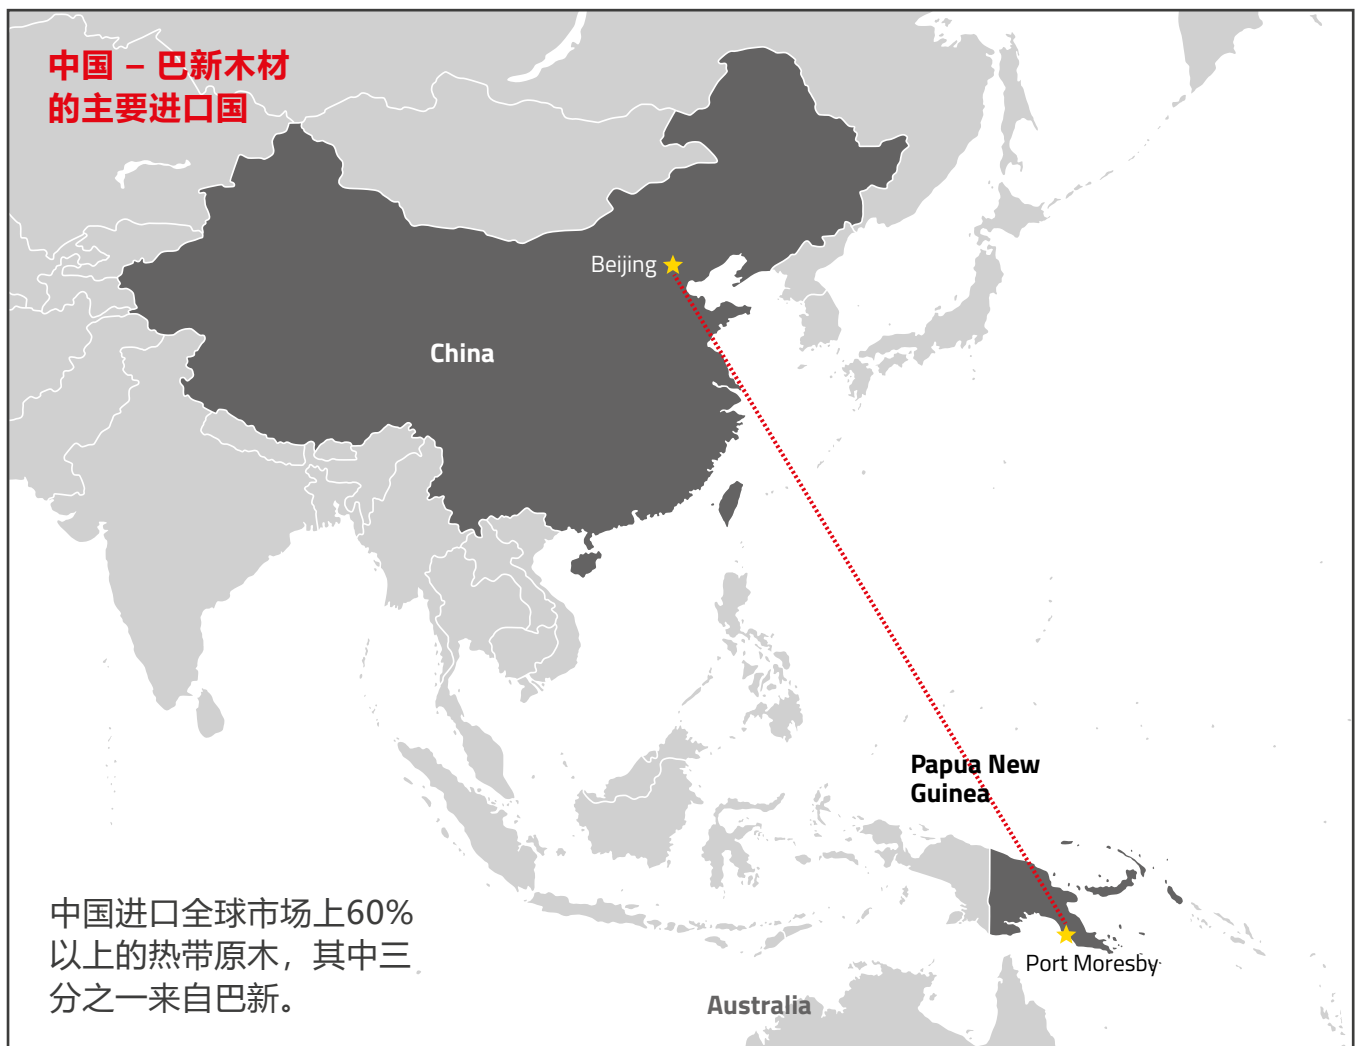 中国 – 巴新木材
的主要进口国
Beijing
China
Papua New
Guinea
中国进口全球市场上60%
以上的热带原木，其中三
分之一来自巴新。
Port Moresby
Australia